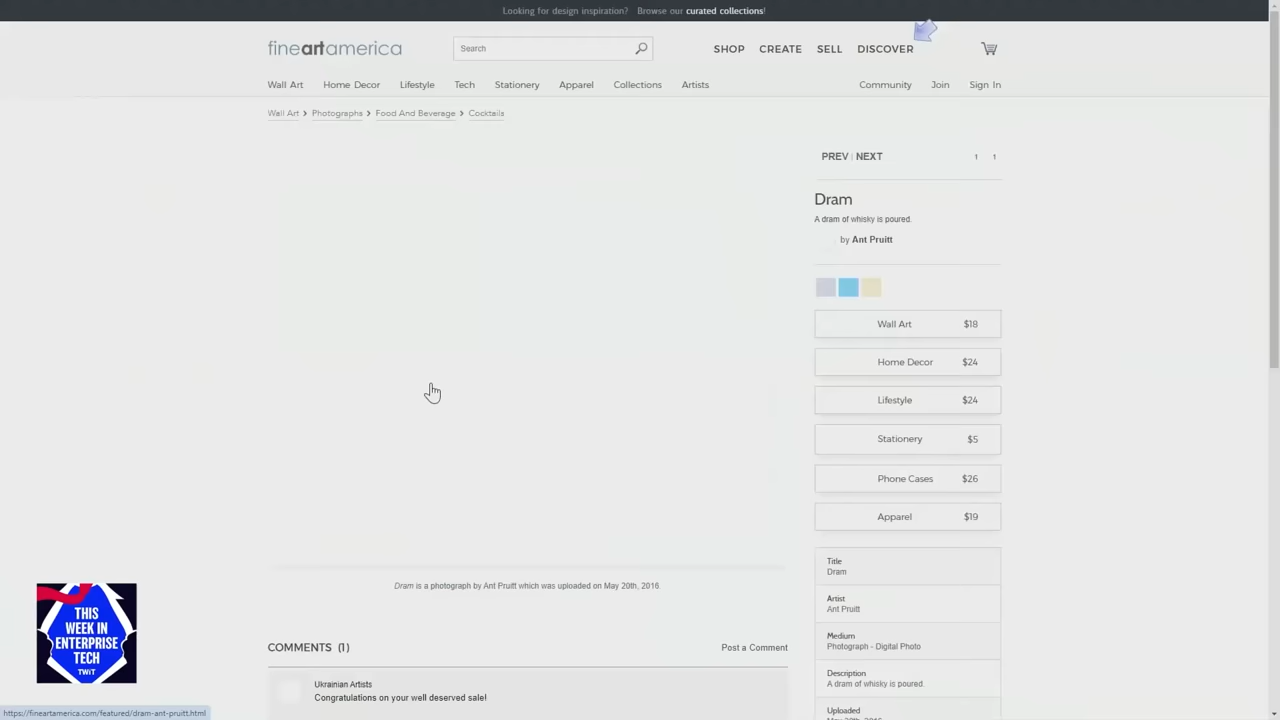 Looking for design inspiration? Browse our curated collections!
fineartamerica
Search
SHOP CREATE SELL DISCOVER
Wall Art Home Decor Lifestyle Tech Stationery Apparel Collections Artists Community Join Sign In
Wall Art Photographs Food And Beverage Cocktails
PREV | NEXT 1 1
Dram
A dram of whisky is poured.
by Ant Pruitt
Wall Art $18
Home Decor $24
Lifestyle $24
Stationery $5
Phone Cases $26
Apparel $19
Title
Dram
Artist
Ant Pruitt
Medium
Photograph - Digital Photo
Description
A dram of whisky is poured.
Uploaded
May 20th, 2016
Dram is a photograph by Ant Pruitt which was uploaded on May 20th, 2016.
COMMENTS (1) Post a Comment
Ukrainian Artists
Congratulations on your well deserved sale!
THIS
WEEK IN
ENTERPRISE
TECH
TWiT
https://fineartamerica.com/featured/dram-ant-pruitt.html